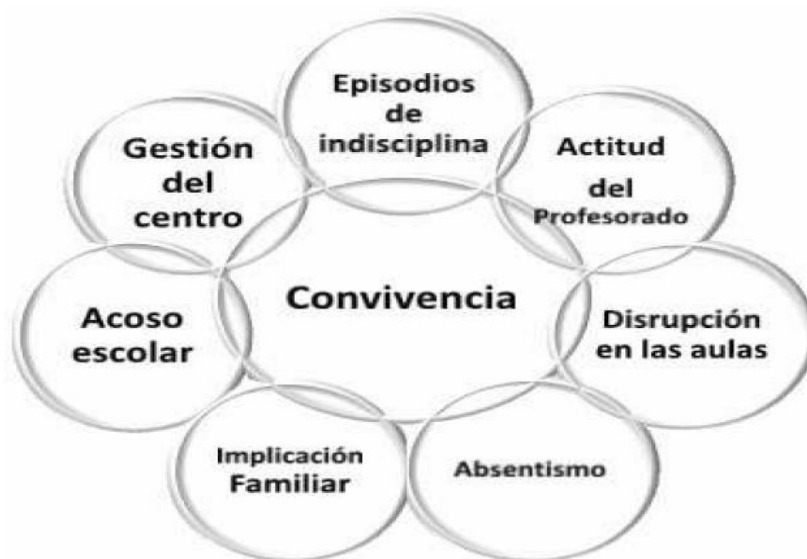 Episodios
de
indisciplina
Gestión
del
centro
Actitud
del
Profesorado
Convivencia
Acoso
escolar
Disrupción
en las aulas
Implicación
Familiar
Absentismo